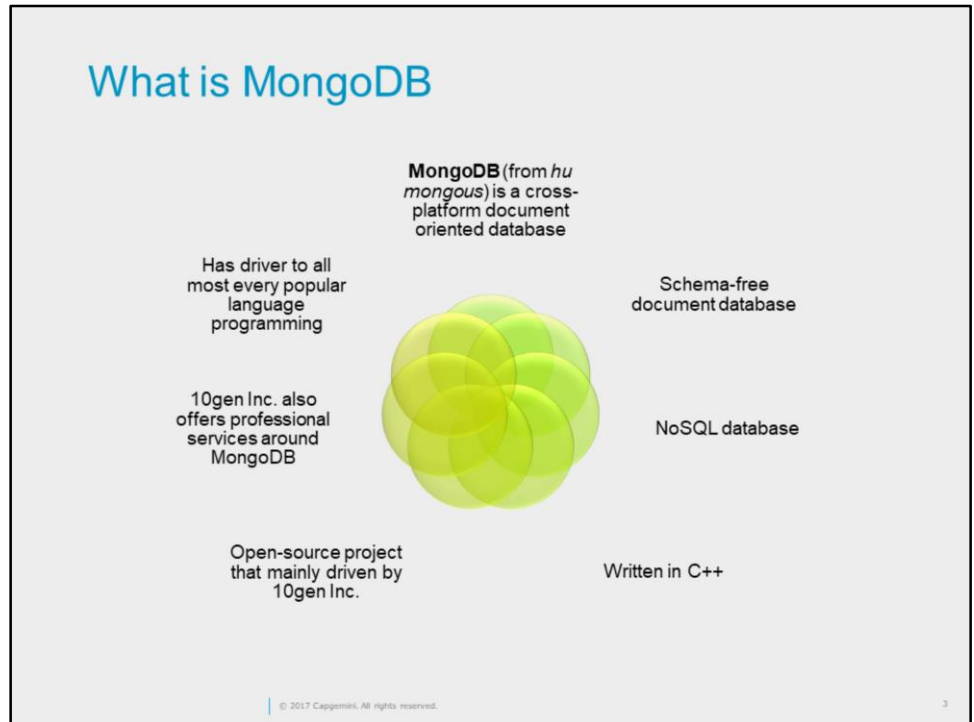 What is MongoDB
MongoDB (from hu
mongous) is a cross-
platform document
oriented database
Schema-free
document database
NoSQL database
Written in C++
Open-source project
that mainly driven by
10gen Inc.
10gen Inc. also
offers professional
services around
MongoDB
Has driver to all
most every popular
language
programming
© 2017 Capgemini. All rights reserved.
3